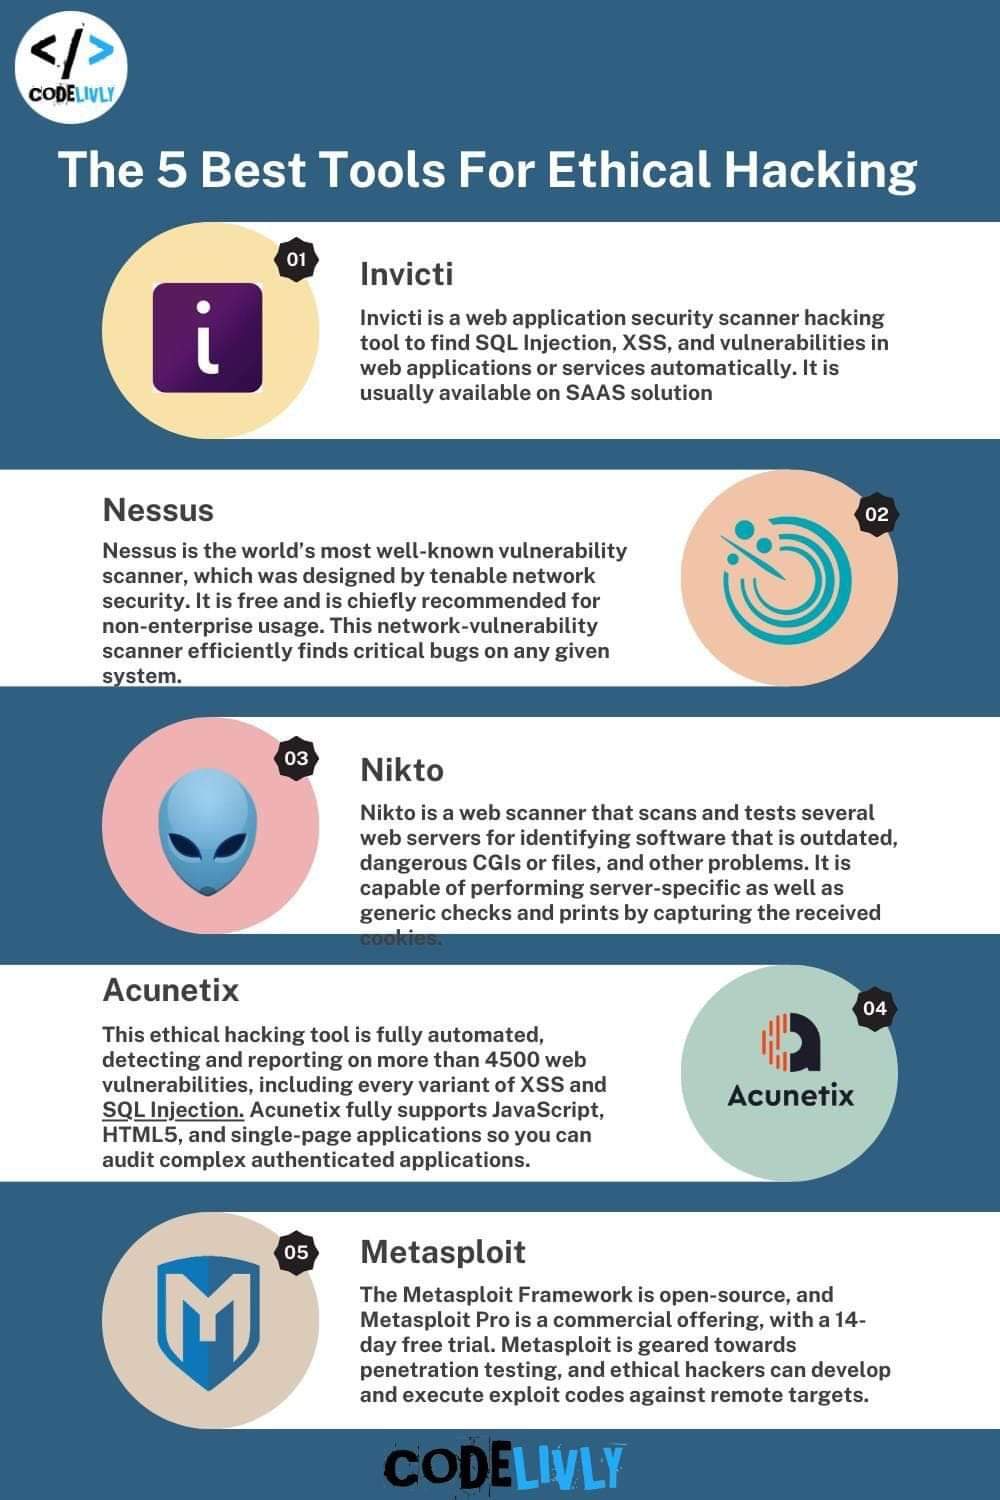 </>
CODELIVLY
The 5 Best Tools For Ethical Hacking
01
Invicti
Invicti is a web application security scanner hacking
tool to find SQL Injection, XSS, and vulnerabilities in
web applications or services automatically. It is
usually available on SAAS solution
Nessus
02
Nessus is the world's most well-known vulnerability
scanner, which was designed by tenable network
security. It is free and is chiefly recommended for
non-enterprise usage. This network-vulnerability
scanner efficiently finds critical bugs on any given
system.
03
Nikto
Nikto is a web scanner that scans and tests several
web servers for identifying software that is outdated,
dangerous CGIs or files, and other problems. It is
capable of performing server-specific as well as
generic checks and prints by capturing the received
cookies.
Acunetix
04
This ethical hacking tool is fully automated,
detecting and reporting on more than 4500 web
vulnerabilities, including every variant of XSS and
SQL Injection. Acunetix fully supports JavaScript,
HTML5, and single-page applications so you can
audit complex authenticated applications.
Acunetix
05
Metasploit
The Metasploit Framework is open-source, and
Metasploit Pro is a commercial offering, with a 14-
day free trial. Metasploit is geared towards
penetration testing, and ethical hackers can develop
and execute exploit codes against remote targets.
CODELIVLY